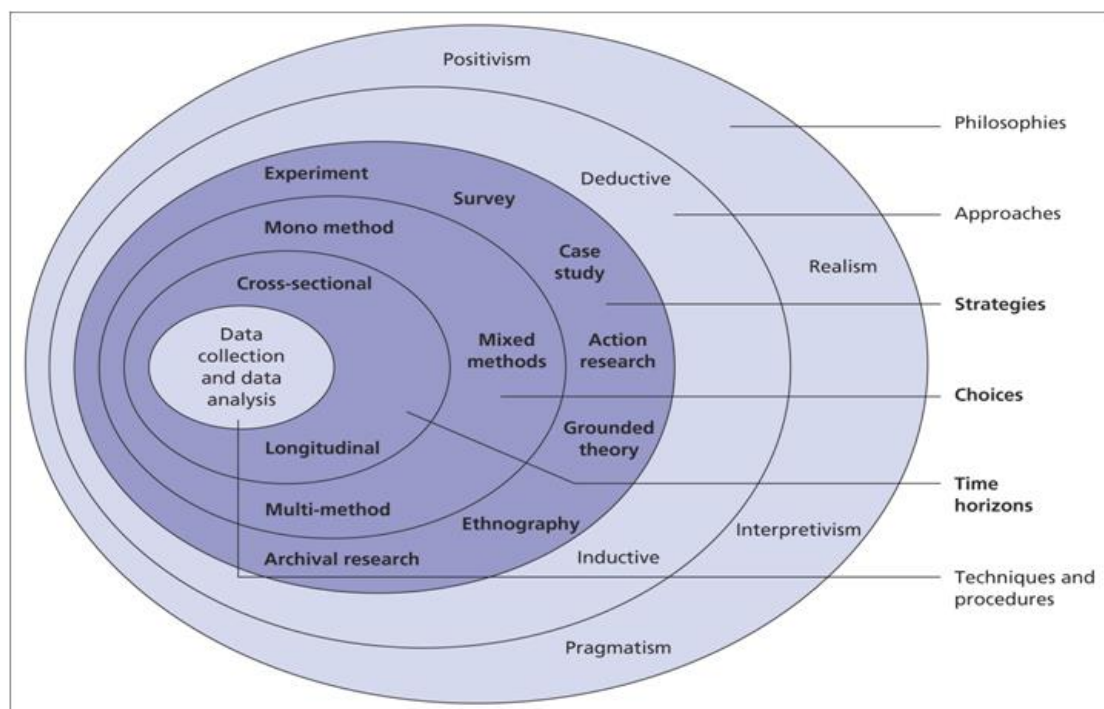 Positivism
Philosophies
Deductive
Experiment
Survey
Approaches
Mono method
Case
study
Realism
Cross-sectional
Strategies
Data
collection
and data
analysis
Mixed
methods
Action
research
Choices
Grounded
theory
Longitudinal
Time
horizons
Multi-method
Ethnography
Interpretivism
Archival research
Inductive
Techniques and
procedures
Pragmatism